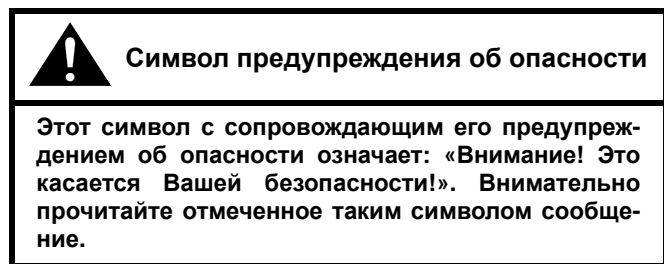 Символ предупреждения об опасности
Этот символ с сопровождающим его предупреж-
дением об опасности означает: «Внимание! Это
касается Вашей безопасности!». Внимательно
прочитайте отмеченное таким символом сообще-
ние.